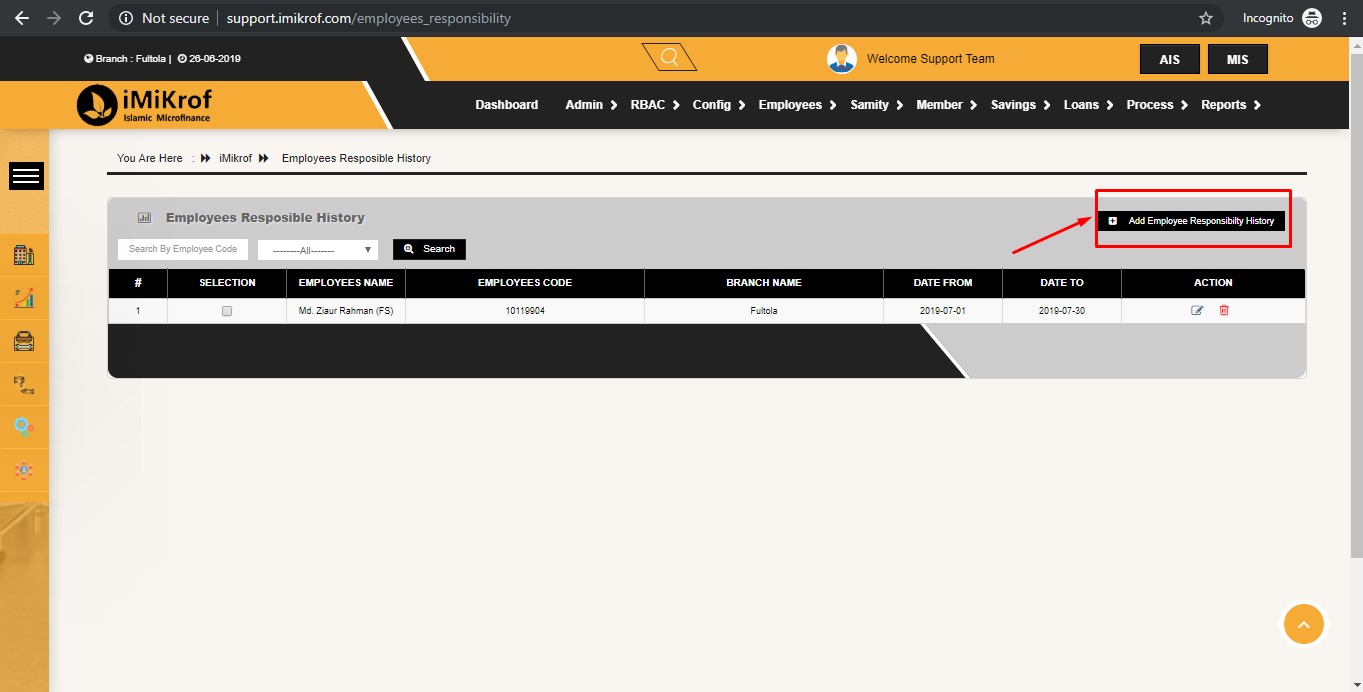 Not secure support.imikrof.com/employees_responsibility Incognito
Branch : Fultola | 26-06-2019
Welcome Support Team
AIS MIS
iMiKrof
Islamic Microfinance
Dashboard Admin RBAC Config Employees Sanity Member Savings Loans Process Reports
You Are Here : iMikrof Employees Resposible History
Employees Resposible History
Add Employee Responsibilty History
Search By Employee Code --------All------- Search
# SELECTION EMPLOYEES NAME EMPLOYEES CODE BRANCH NAME DATE FROM DATE TO ACTION
1 Md. Ziaur Rahman (FS) 10119904 Fultola 2019-07-01 2019-07-30